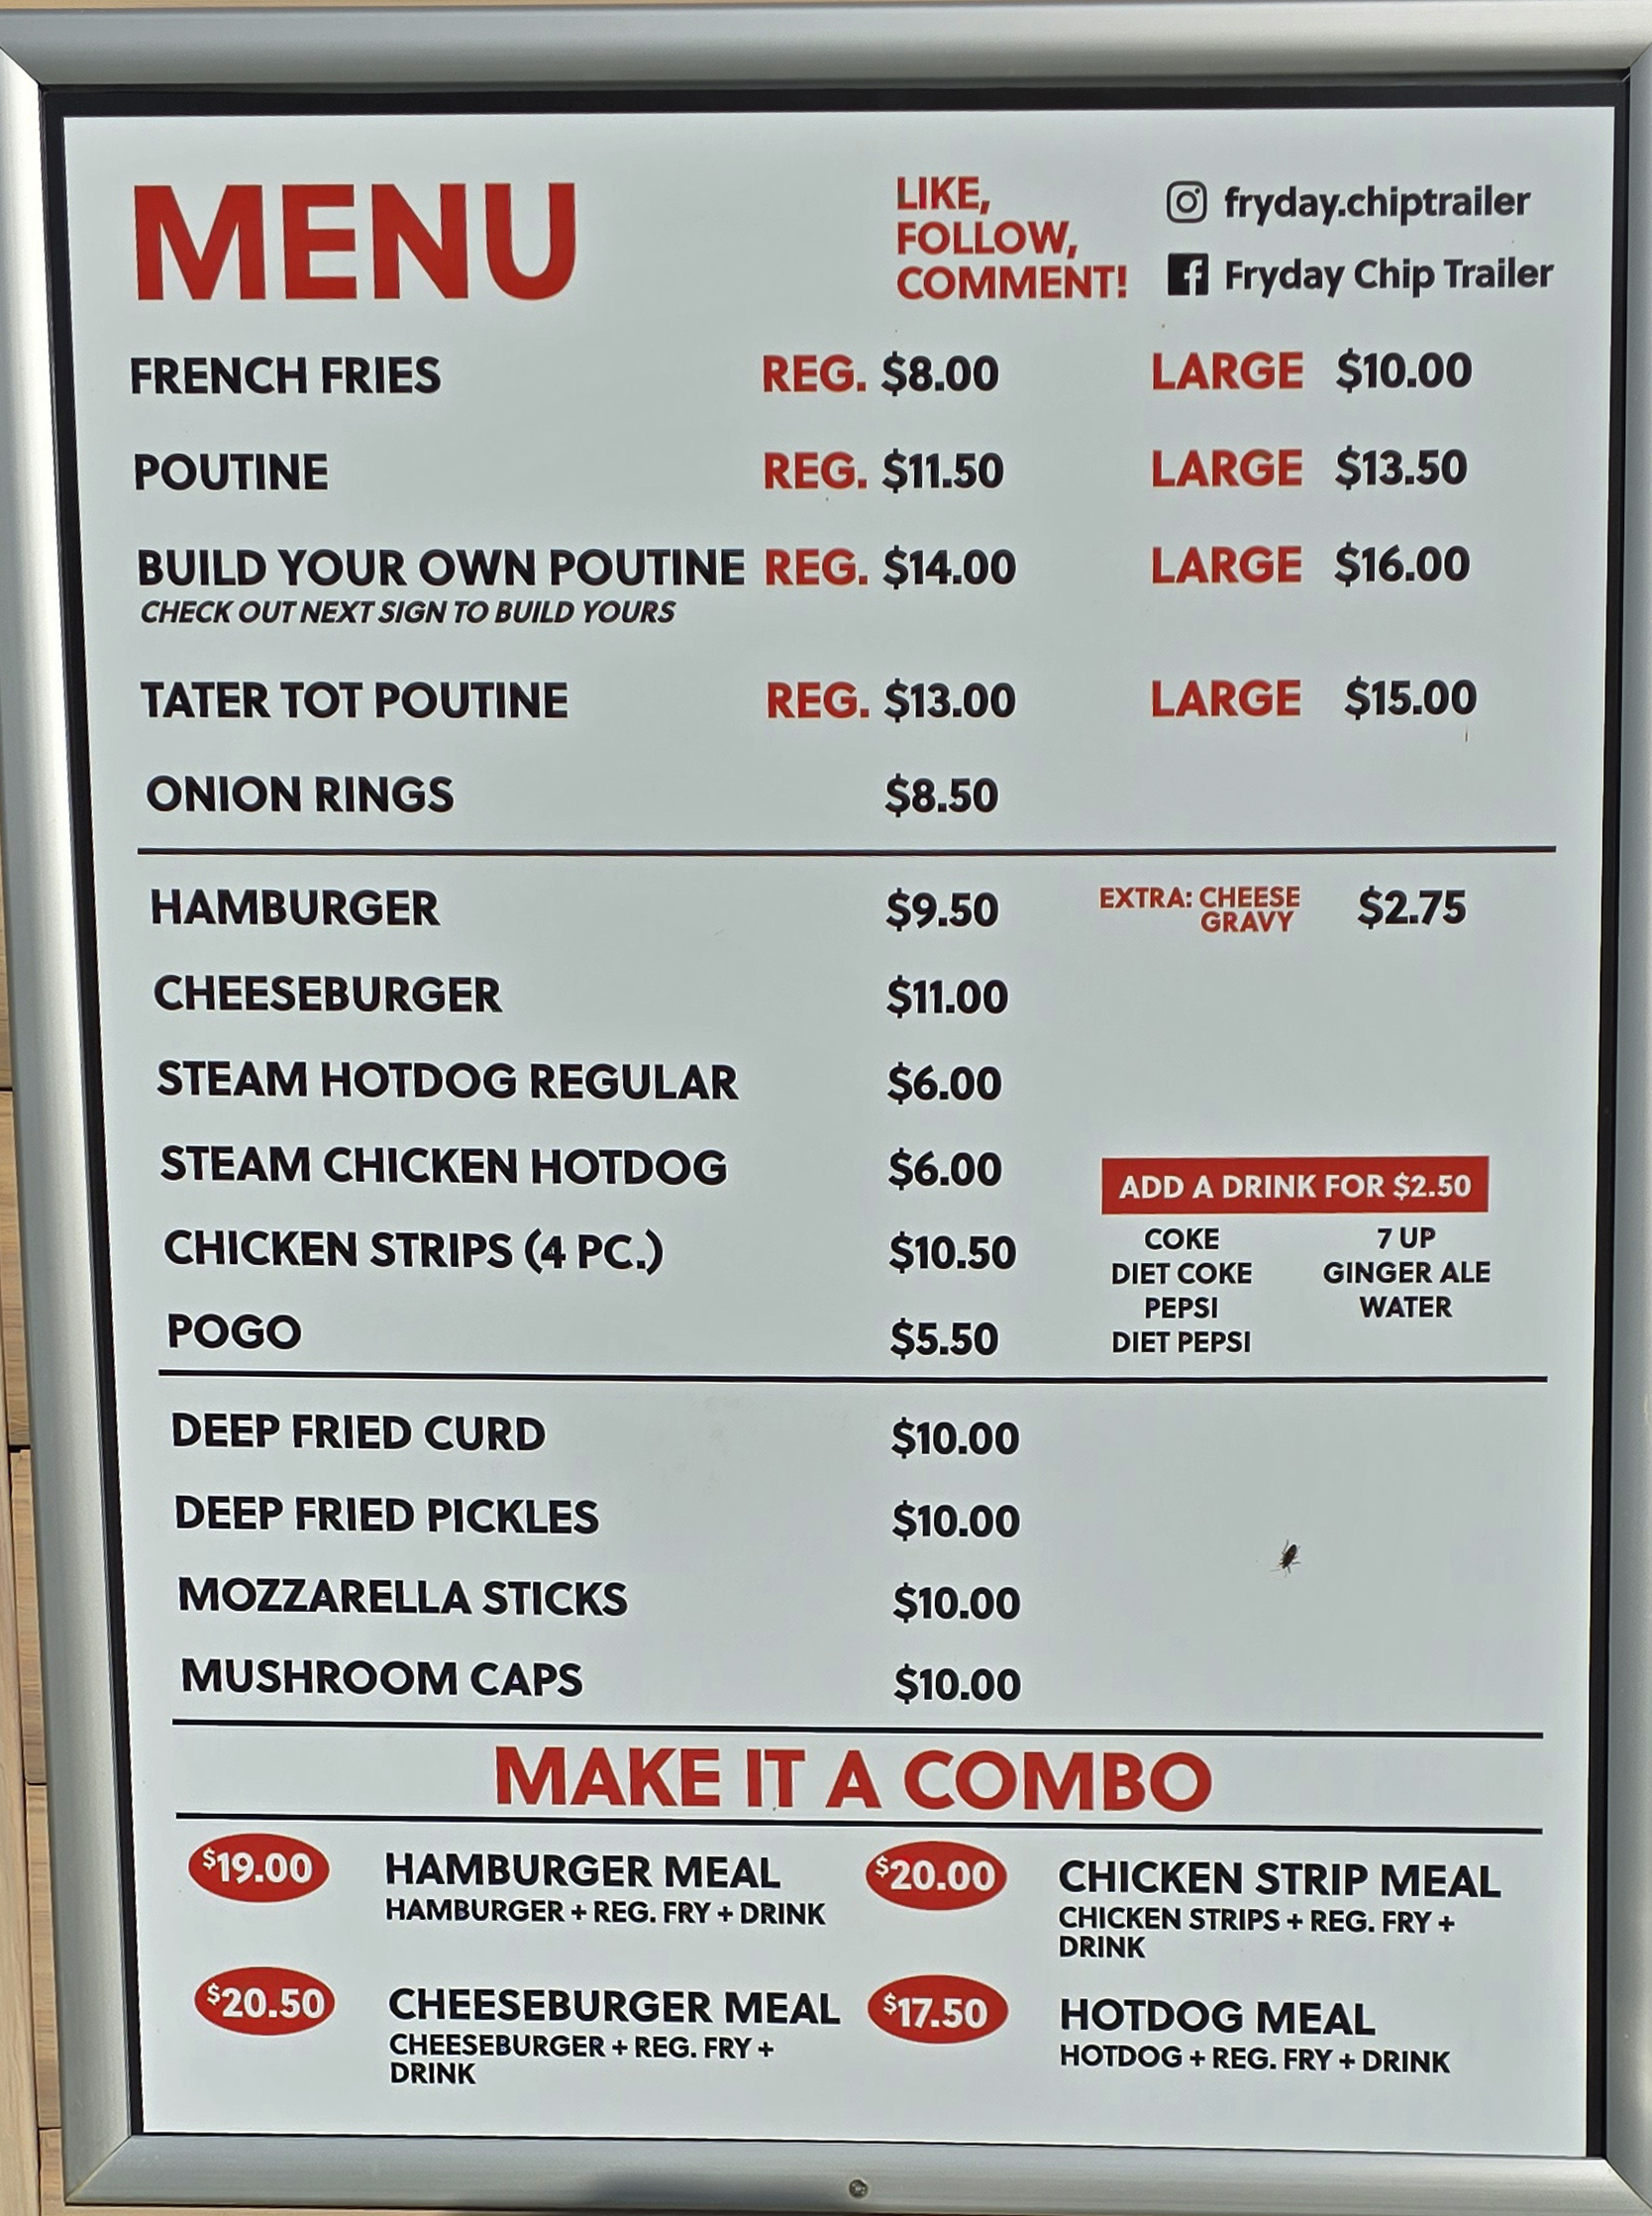 MENU
LIKE,
FOLLOW,
COMMENT!
fryday.chiptrailer
Fryday Chip Trailer
FRENCH FRIES REG. $8.00 LARGE $10.00
POUTINE REG. $11.50 LARGE $13.50
BUILD YOUR OWN POUTINE REG. $14.00 LARGE $16.00
CHECK OUT NEXT SIGN TO BUILD YOURS
TATER TOT POUTINE REG. $13.00 LARGE $15.00
ONION RINGS $8.50
HAMBURGER $9.50
EXTRA: CHEESE $2.75
GRAVY
CHEESEBURGER $11.00
STEAM HOTDOG REGULAR $6.00
STEAM CHICKEN HOTDOG $6.00
CHICKEN STRIPS (4 PC.) $10.50
POGO $5.50
ADD A DRINK FOR $2.50
COKE 7 UP
DIET COKE GINGER ALE
PEPSI WATER
DIET PEPSI
DEEP FRIED CURD $10.00
DEEP FRIED PICKLES $10.00
MOZZARELLA STICKS $10.00
MUSHROOM CAPS $10.00
MAKE IT A COMBO
$19.00 HAMBURGER MEAL
HAMBURGER + REG. FRY + DRINK
$20.00 CHICKEN STRIP MEAL
CHICKEN STRIPS + REG. FRY +
DRINK
$20.50 CHEESEBURGER MEAL
CHEESEBURGER + REG. FRY +
DRINK
$17.50 HOTDOG MEAL
HOTDOG + REG. FRY + DRINK